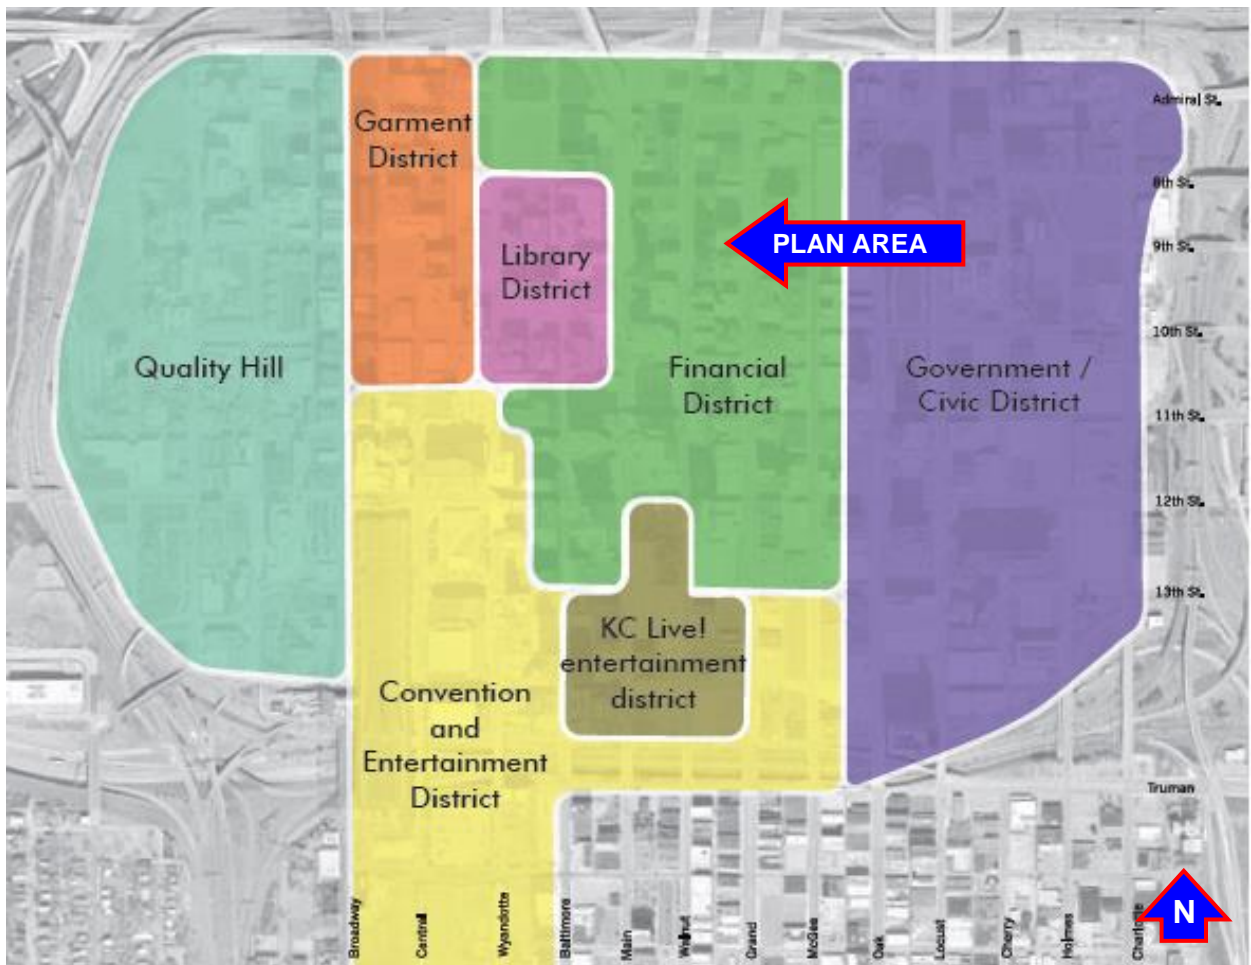 Admiral St.
Garment
District
8th St.
PLAN AREA
9th St.
Library
District
10th St.
Quality Hill
Financial
District
Government /
Civic District
11th St.
12th St.
13th St.
KC Live!
entertainment
district
Convention
and
Entertainment
District
Truman
Broadway
Central
Wyandotte
Baltimore
Main
Walnut
Grand
McGee
Oak
Locust
Cherry
Holmes
Charlotte
N